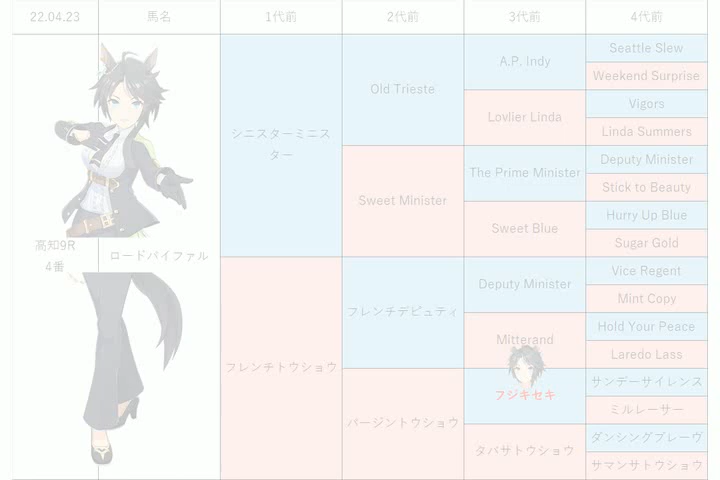 22.04.23 馬名 1代前 2代前 3代前 4代前
高知9R
4番
ロードバイファル
シニスターミニス
ター
フレンチトウショウ
Old Trieste
Sweet Minister
フレンチデピュティ
バージントウショウ
A.P. Indy
Lovlier Linda
The Prime Minister
Sweet Blue
Deputy Minister
Mitterand
フジキセキ
タバサトウショウ
Seattle Slew
Weekend Surprise
Vigors
Linda Summers
Deputy Minister
Stick to Beauty
Hurry Up Blue
Sugar Gold
Vice Regent
Mint Copy
Hold Your Peace
Laredo Lass
サンデーサイレンス
ミルレーサー
ダンシングブレーヴ
サマンサトウショウ